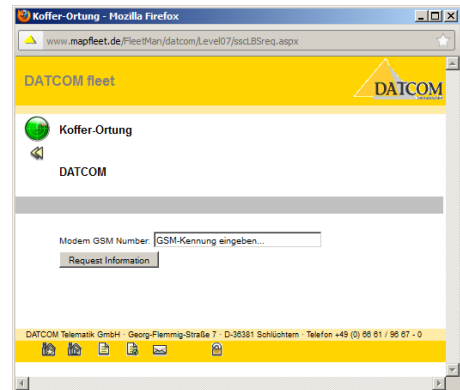 Koffer-Ortung - Mozilla Firefox
www.mapfleet.de/FleetMan/datcom/Level07/sscLBSreq.aspx
DATCOM fleet
DATCOM
Koffer-Ortung
DATCOM
Modem GSM Number: GSM-Kennung eingeben...
Request Information
DATCOM Telematik GmbH · Georg-Flemmig-Straße 7 · D-36381 Schlüchtern · Telefon +49 (0) 66 61 / 96 67 - 0